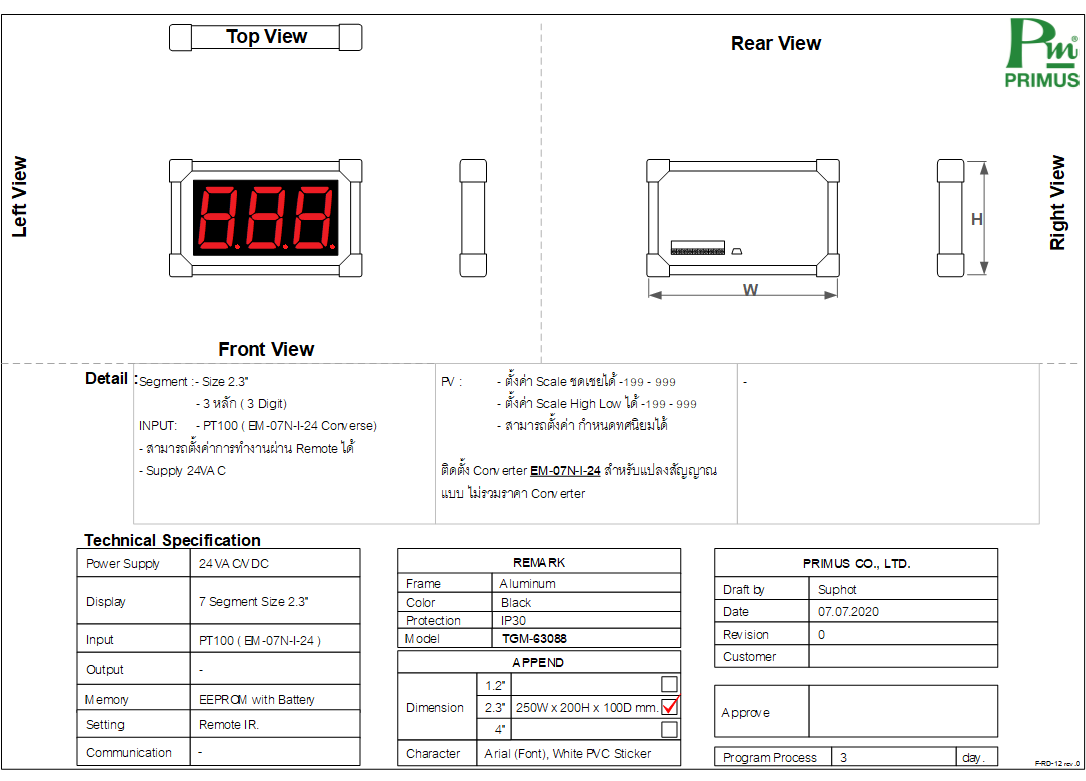 Top View
Rear View
Pm®
PRIMUS
Left View
Right View
8.8.8.
H
W
Front View
Detail :
Segment :- Size 2.3"
- 3 หลัก ( 3 Digit)
INPUT: - PT100 ( EM-07N-I-24 Converse)
- สามารถตั้งค่าการทำงานผ่าน Remote ได้
- Supply 24VAC
PV : - ตั้งค่า Scale ชดเชยได้ -199 - 999
- ตั้งค่า Scale High Low ได้ -199 - 999
- สามารถตั้งค่า กำหนดทศนิยมได้
ติดตั้ง Converter EM-07N-I-24 สำหรับแปลงสัญญาณ
แบบ ไม่รวมราคา Converter
-
Technical Specification
Power Supply 24VAC/VDC
Display 7 Segment Size 2.3"
Input PT100 ( EM-07N-I-24 )
Output -
Memory EEPROM with Battery
Setting Remote IR.
Communication -
REMARK
Frame Aluminum
Color Black
Protection IP30
Model TGM-63088
APPEND
Dimension
1.2"
2.3" 250W x 200H x 100D mm.
4"
Character Arial (Font), White PVC Sticker
PRIMUS CO., LTD.
Draft by Suphot
Date 07.07.2020
Revision 0
Customer
Approve
Program Process 3 day.
F-RD-12 rev.0